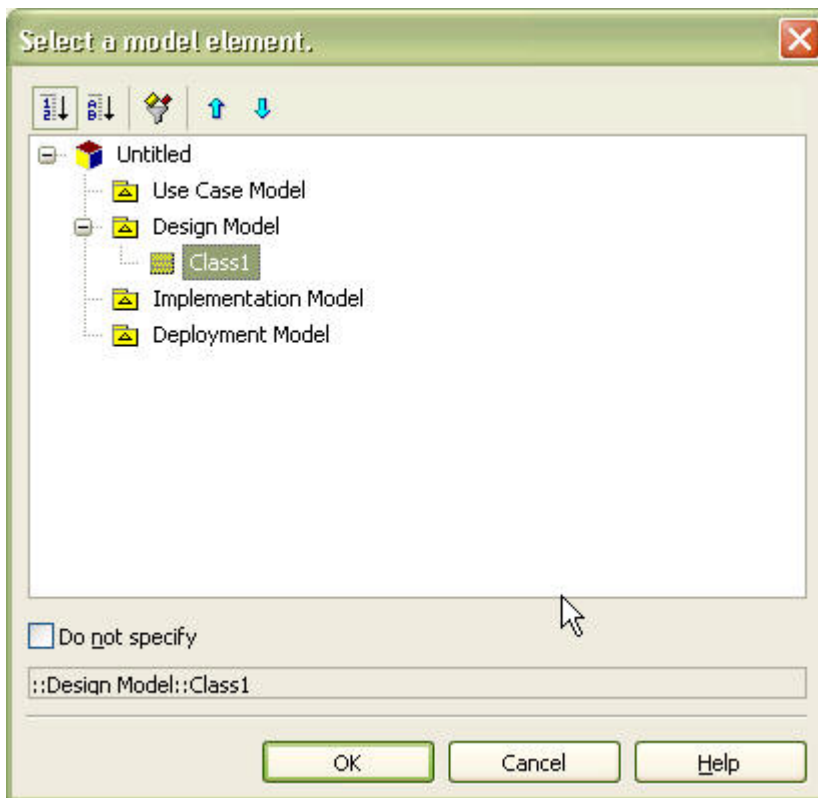 Select a model element.
Untitled
Use Case Model
Design Model
Class1
Implementation Model
Deployment Model
Do not specify
::Design Model::Class1
OK Cancel Help